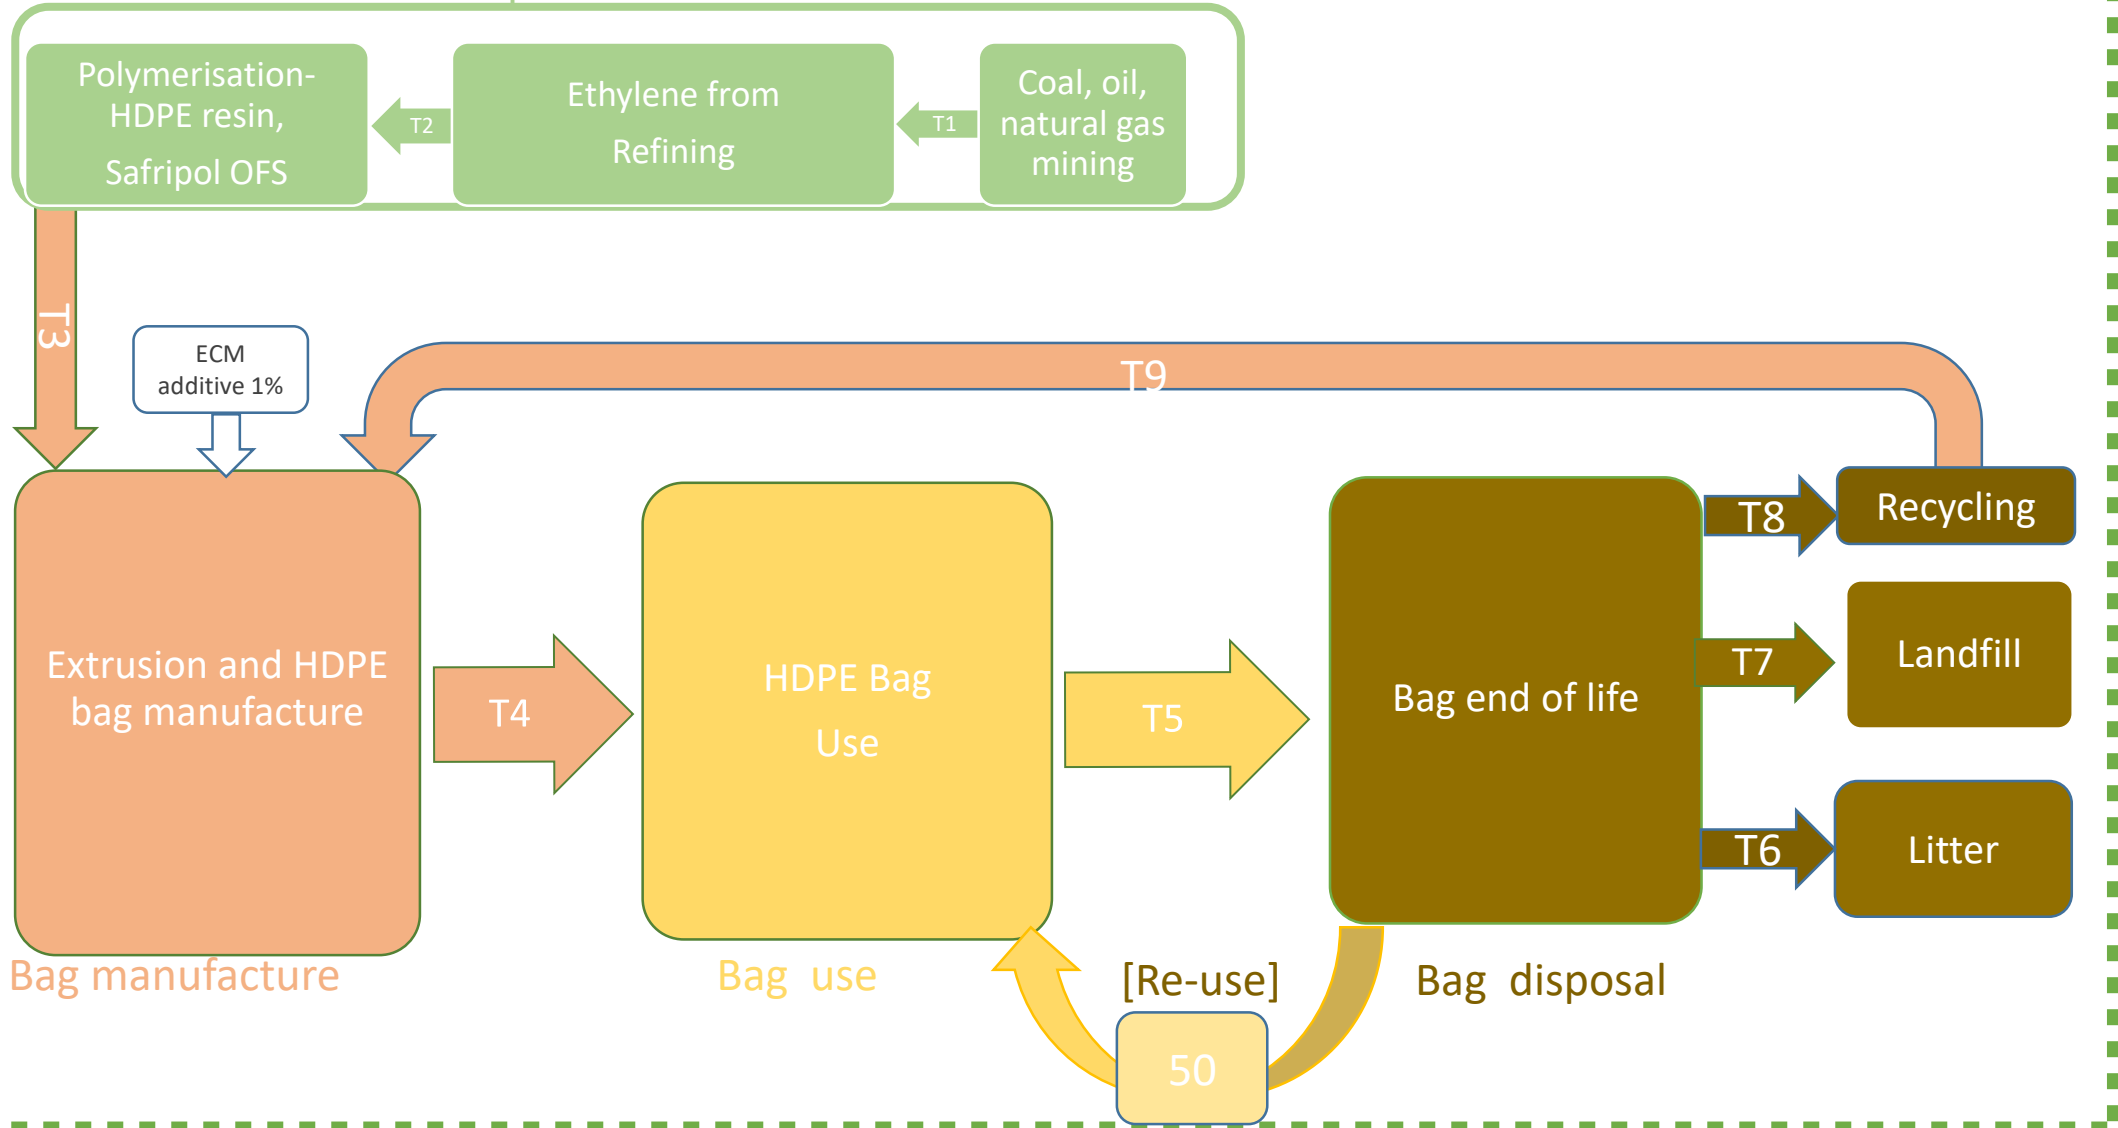 Polymerisation-
HDPE resin,
Safripol OFS
T2
Ethylene from
Refining
T1
Coal, oil,
natural gas
mining
T3
ECM
additive 1%
T9
Extrusion and HDPE
bag manufacture
T4
HDPE Bag
Use
T5
Bag end of life
T8
Recycling
T7
Landfill
T6
Litter
Bag manufacture
Bag use
[Re-use]
50
Bag disposal